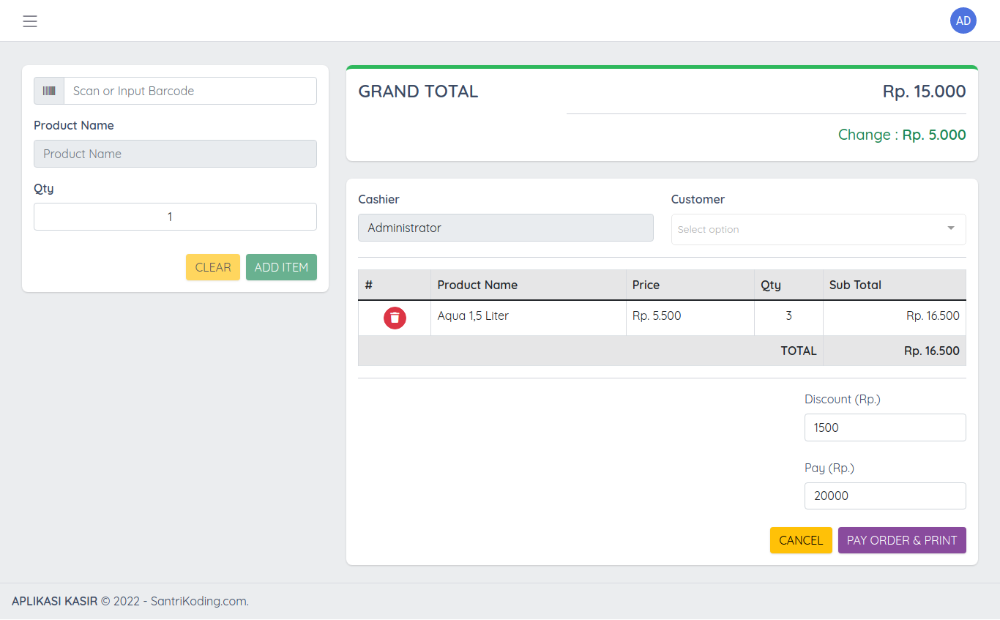 AD
Scan or Input Barcode
Product Name
Product Name
Qty
1
CLEAR ADD ITEM
GRAND TOTAL Rp. 15.000
Change : Rp. 5.000
Cashier Customer
Administrator Select option
# Product Name Price Qty Sub Total
Aqua 1,5 Liter Rp. 5.500 3 Rp. 16.500
TOTAL Rp. 16.500
Discount (Rp.)
1500
Pay (Rp.)
20000
CANCEL PAY ORDER & PRINT
APLIKASI KASIR © 2022 - SantriKoding.com.